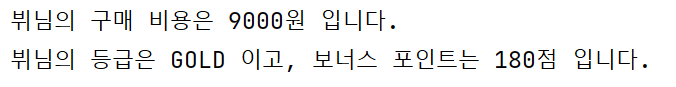 뷔님의 구매 비용은 9000원 입니다.
뷔님의 등급은 GOLD 이고, 보너스 포인트는 180점 입니다.